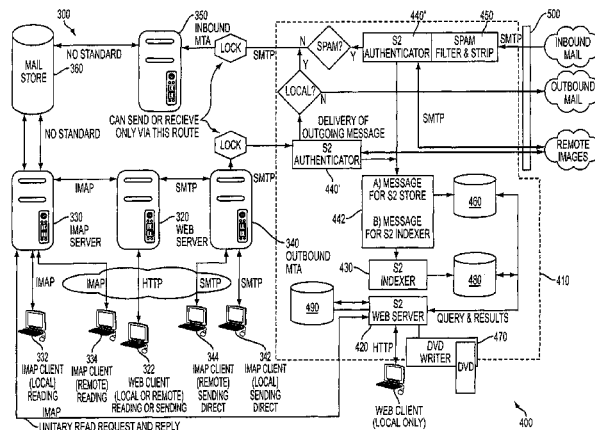 300
350
INBOUND
MTA
440'
450
500
MAIL
STORE
360
NO STANDARD
LOCK
SMTP
N
SPAM?
Y
S2
AUTHENTICATOR
SPAM
FILTER & STRIP
SMTP
INBOUND
MAIL
Y
LOCAL?
N
OUTBOUND
MAIL
CAN SEND OR RECIEVE
ONLY VIA THIS ROUTE
NO STANDARD
LOCK
DELIVERY OF
OUTGOING MESSAGE
SMTP
S2
AUTHENTICATOR
440'
REMOTE
IMAGES
SMTP
IMAP
SMTP
330
IMAP
SERVER
320
WEB
SERVER
340
442
A) MESSAGE
FOR S2 STORE
B) MESSAGE
FOR S2 INDEXER
460
OUTBOUND
MTA
430
S2
INDEXER
480
410
IMAP
IMAP
HTTP
SMTP
SMTP
490
S2
WEB SERVER
420
QUERY & RESULTS
HTTP
DVD
WRITER
470
DVD
332
334
322
344
342
IMAP CLIENT
(LOCAL)
READING
IMAP CLIENT
(REMOTE)
READING
WEB CLIENT
(LOCAL OR REMOTE)
READING OR SENDING
IMAP CLIENT
(REMOTE)
SENDING
DIRECT
IMAP CLIENT
(LOCAL)
SENDING
DIRECT
WEB CLIENT
(LOCAL ONLY)
400
IMAP
UNITARY READ REQUEST AND REPLY